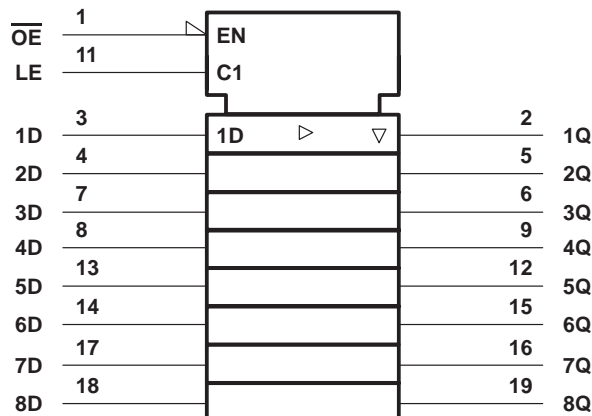 1
OE EN
11
LE C1
3 2
1D 1D 1Q
4 5
2D 2Q
7 6
3D 3Q
8 9
4D 4Q
13 12
5D 5Q
14 15
6D 6Q
17 16
7D 7Q
18 19
8D 8Q